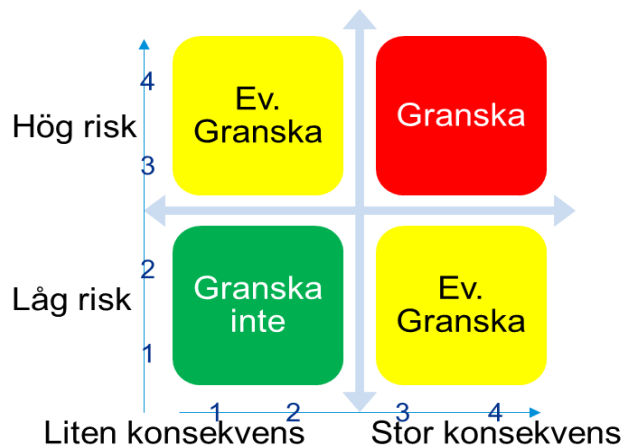 4
Ev.
Granska
Granska
Hög risk
3
2
Låg risk
Granska
inte
Ev.
Granska
1
1 2 3 4
Liten konsekvens Stor konsekvens